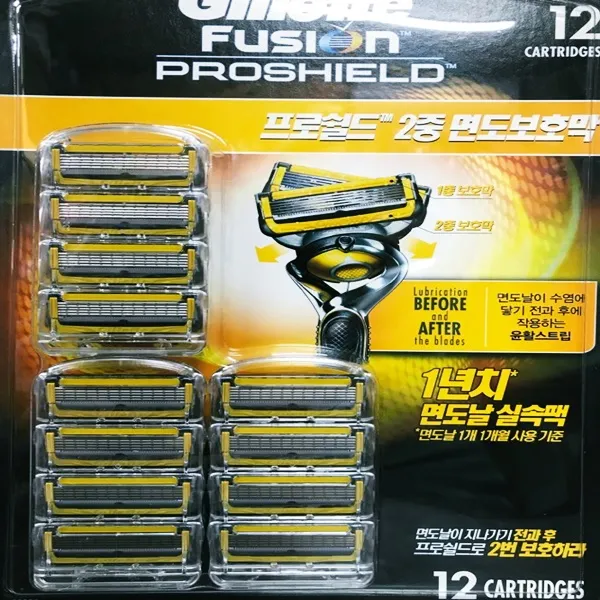 Gillette
12
CARTRIDGES
FUSION™
PROSHIELD™
프로쉴드™ 2중 면도보호막
1중 보호막
2중 보호막
Lubrication
BEFORE
and
AFTER
the blades
면도날이 수염에
닿기 전과 후에
작용하는
윤활스트립
1년치*
면도날 실속팩
*면도날 1개 1개월 사용 기준
면도날이 지나가기 전과 후
프로쉴드로 2번 보호하라
12 CARTRIDGES